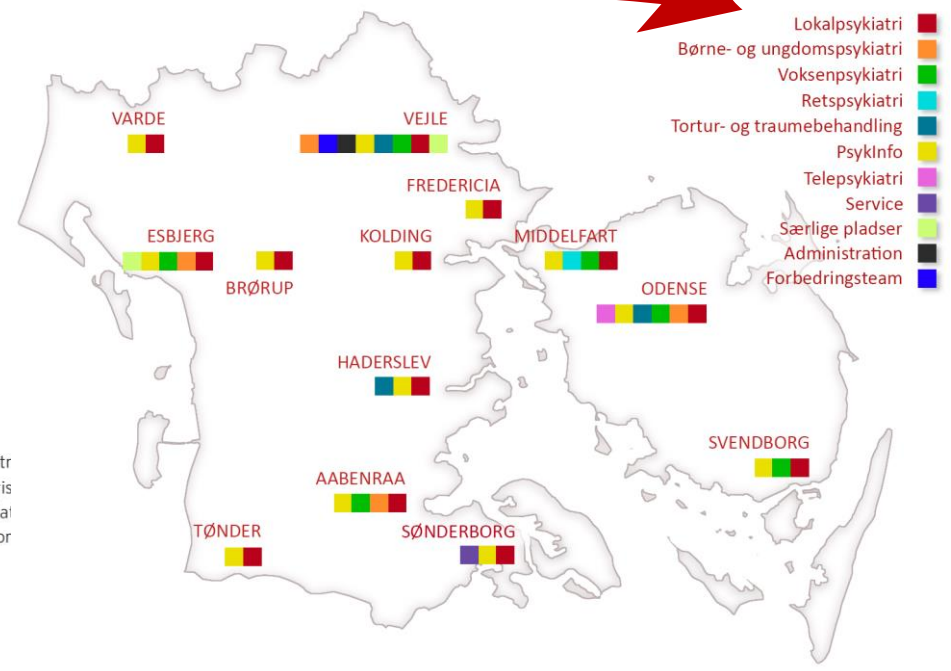 Lokalpsykiatri
Børne- og ungdomspsykiatri
Voksenpsykiatri
Retspsykiatri
Tortur- og traumebehandling
PsykInfo
Telepsykiatri
Service
Særlige pladser
Administration
Forbedringsteam
VARDE
VEJLE
FREDERICIA
ESBJERG
KOLDING
MIDDELFART
BRØRUP
ODENSE
HADERSLEV
SVENDBORG
AABENRAA
TØNDER
SØNDERBORG